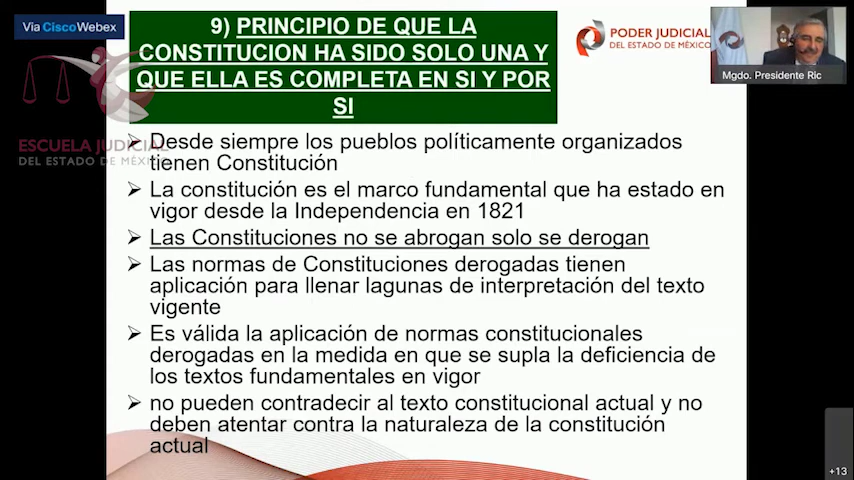 Vía Cisco Webex
9) PRINCIPIO DE QUE LA
CONSTITUCION HA SIDO SOLO UNA Y
QUE ELLA ES COMPLETA EN SI Y POR
SI
PODER JUDICIAL
DEL ESTADO DE MÉXICO
Mgdo. Presidente Ric
ESCUELA JUDICIAL
DEL ESTADO DE MÉXICO
➢ Desde siempre los pueblos políticamente organizados
tienen Constitución
➢ La constitución es el marco fundamental que ha estado en
vigor desde la Independencia en 1821
➢ Las Constituciones no se abrogan solo se derogan
➢ Las normas de Constituciones derogadas tienen
aplicación para llenar lagunas de interpretación del texto
vigente
➢ Es válida la aplicación de normas constitucionales
derogadas en la medida en que se supla la deficiencia de
los textos fundamentales en vigor
➢ no pueden contradecir al texto constitucional actual y no
deben atentar contra la naturaleza de la constitución
actual
+13